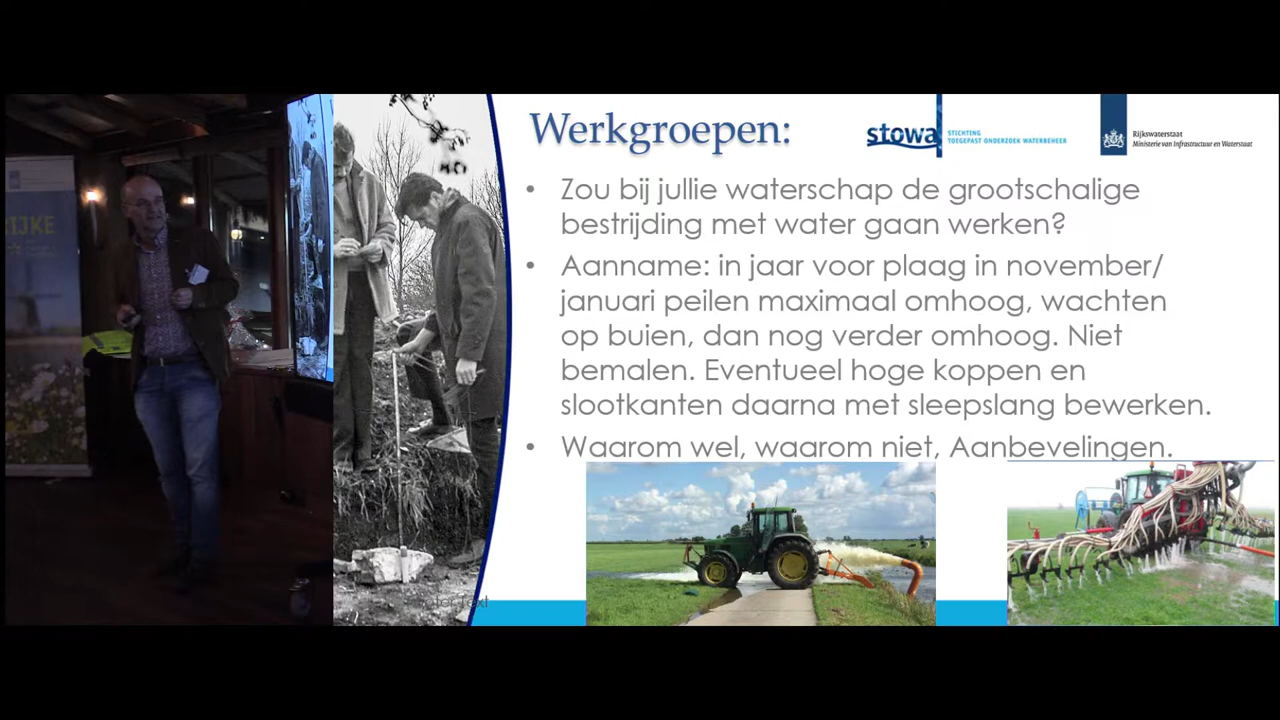 Werkgroepen:
stowa
STICHTING
TOEGEPAST ONDERZOEK WATERBEHEER
Rijkswaterstaat
Ministerie van Infrastructuur en Waterstaat
• Zou bij jullie waterschap de grootschalige
bestrijding met water gaan werken?
• Aanname: in jaar voor plaag in november/
januari peilen maximaal omhoog, wachten
op buien, dan nog verder omhoog. Niet
bemalen. Eventueel hoge koppen en
slootkanten daarna met sleepslang bewerken.
• Waarom wel, waarom niet, Aanbevelingen.